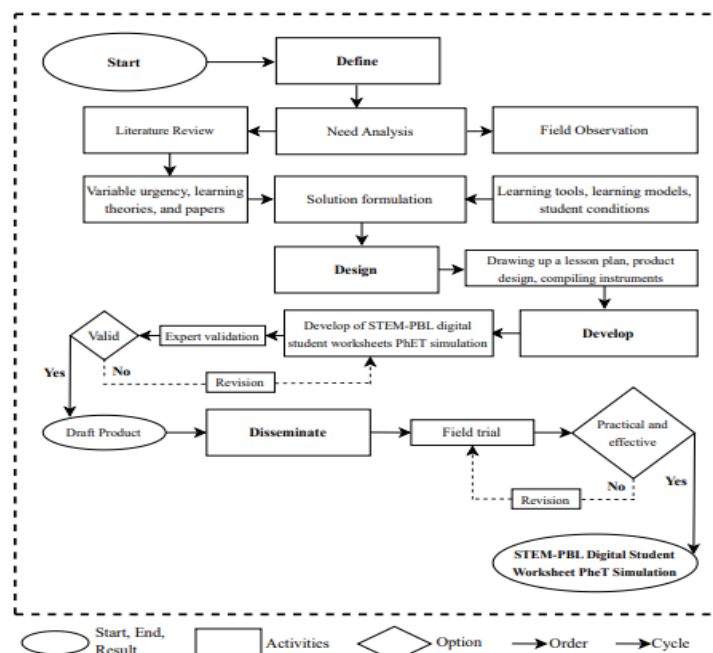 Start
Define
Literature Review
Need Analysis
Field Observation
Variable urgency, learning
theories, and papers
Solution formulation
Learning tools, learning models,
student conditions
Design
Drawing up a lesson plan, product
design, compiling instruments
Valid
Expert validation
Develop of STEM-PBL digital
student worksheets PhET simulation
Develop
Yes
No
Revision
Draft Product
Disseminate
Field trial
Practical and
effective
No
Yes
Revision
STEM-PBL Digital Student
Worksheet PheT Simulation
Start, End,
Result
Activities
Option
Order
Cycle